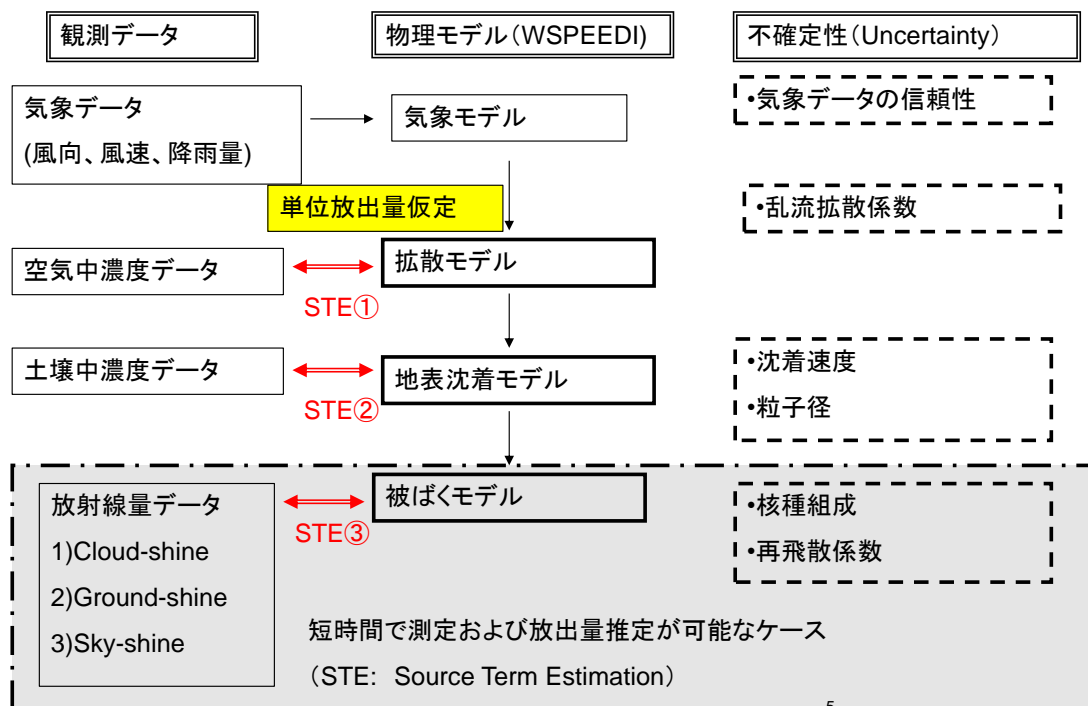 観測データ
物理モデル(WSPEEDI)
不確定性(Uncertainty)
気象データ
(風向、風速、降雨量)
気象モデル
•気象データの信頼性
単位放出量仮定
•乱流拡散係数
空気中濃度データ
STE①
拡散モデル
土壌中濃度データ
STE②
地表沈着モデル
•沈着速度
•粒子径
放射線量データ
1)Cloud-shine
2)Ground-shine
3)Sky-shine
STE③
被ばくモデル
•核種組成
•再飛散係数
短時間で測定および放出量推定が可能なケース
(STE: Source Term Estimation)
5